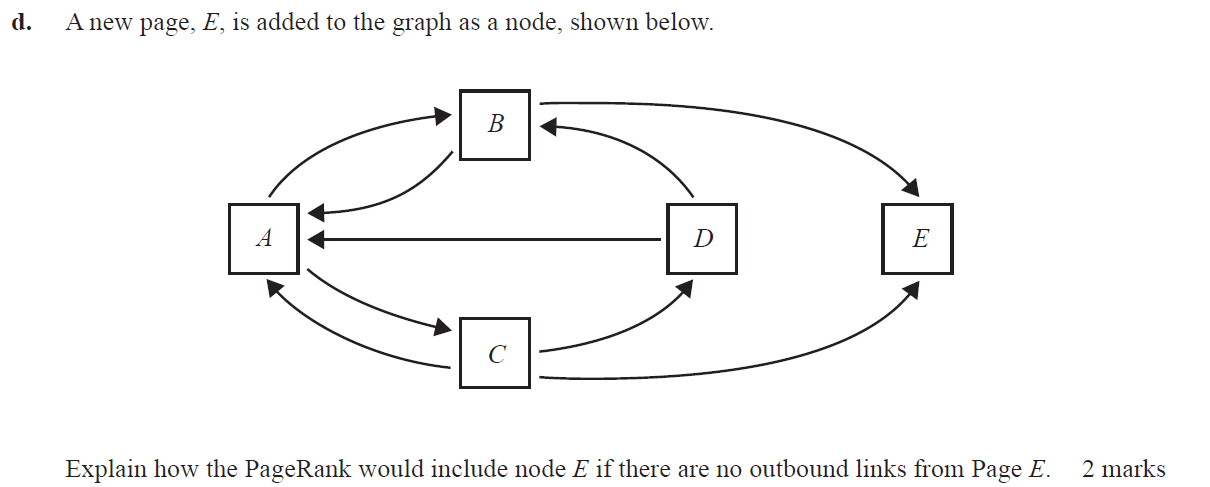 d. A new page, E, is added to the graph as a node, shown below.
B
A
D
E
C
Explain how the PageRank would include node E if there are no outbound links from Page E. 2 marks